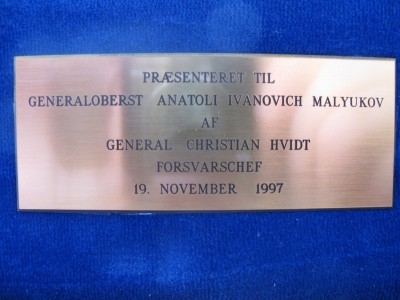 PRÆSENTERET TIL
GENERALOBERST ANATOLI IVANOVICH MALYUKOV
AF
GENERAL CHRISTIAN HVIDT
FORSVARSCHEF
19. NOVEMBER 1997